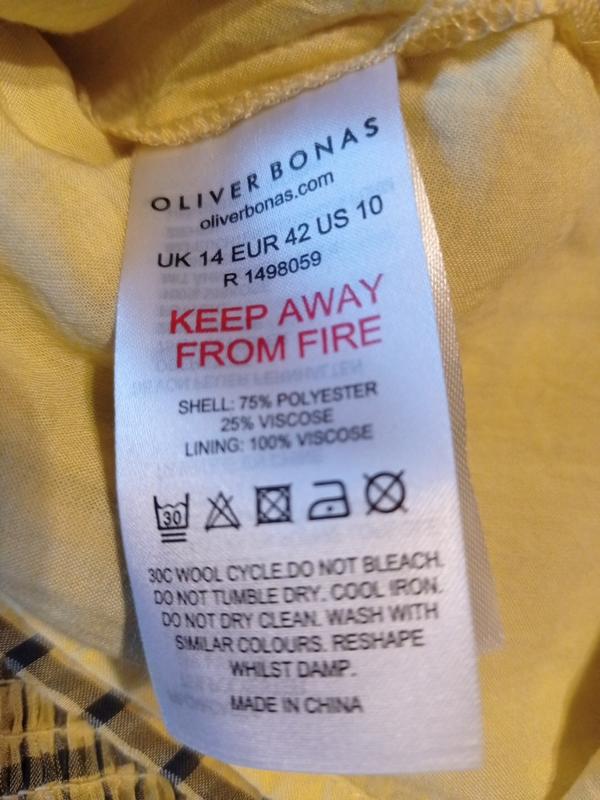 OLIVER BONAS
oliverbonas.com
UK 14 EUR 42 US 10
R 1498059
KEEP AWAY
FROM FIRE
SHELL: 75% POLYESTER
25% VISCOSE
LINING: 100% VISCOSE
30
30C WOOL CYCLE.DO NOT BLEACH.
DO NOT TUMBLE DRY. COOL IRON.
DO NOT DRY CLEAN. WASH WITH
SIMILAR COLOURS. RESHAPE
WHILST DAMP.
MADE IN CHINA